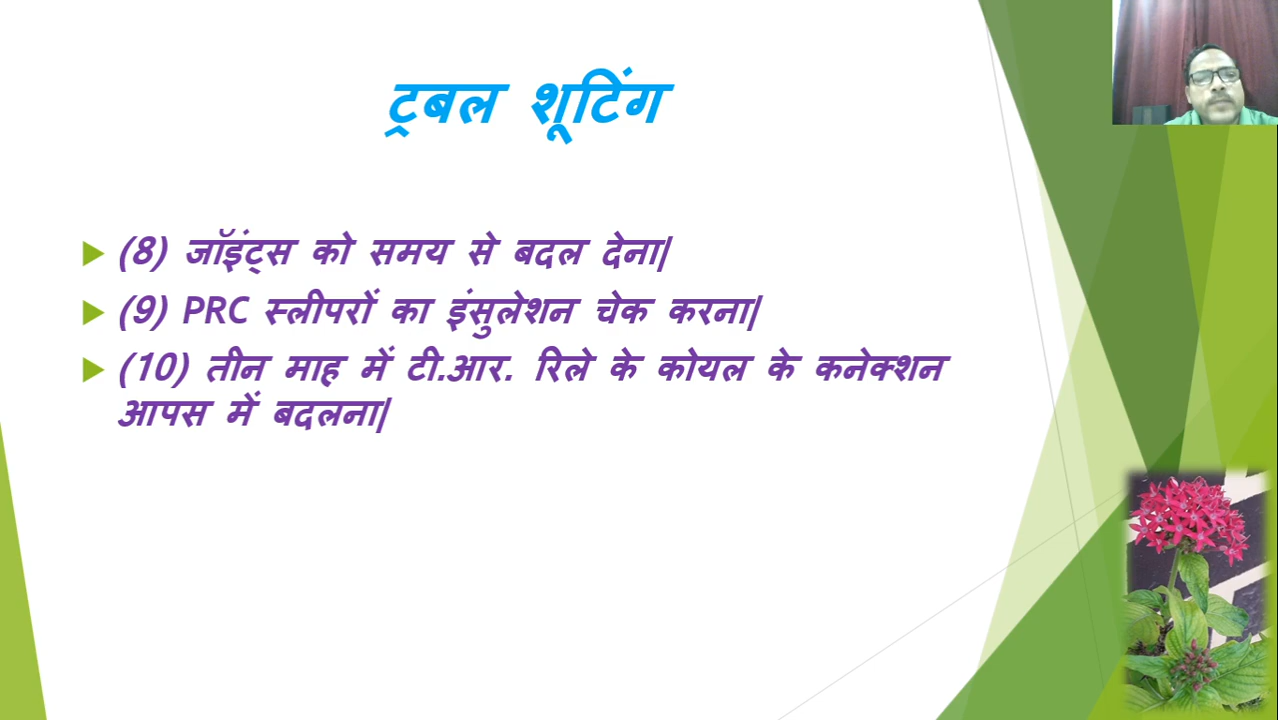 ट्रबल शूटिंग
(8) जॉइंट्स को समय से बदल देना|
(9) PRC स्लीपरों का इंसुलेशन चेक करना|
(10) तीन माह में टी.आर. रिले के कोयल के कनेक्शन
आपस में बदलना|